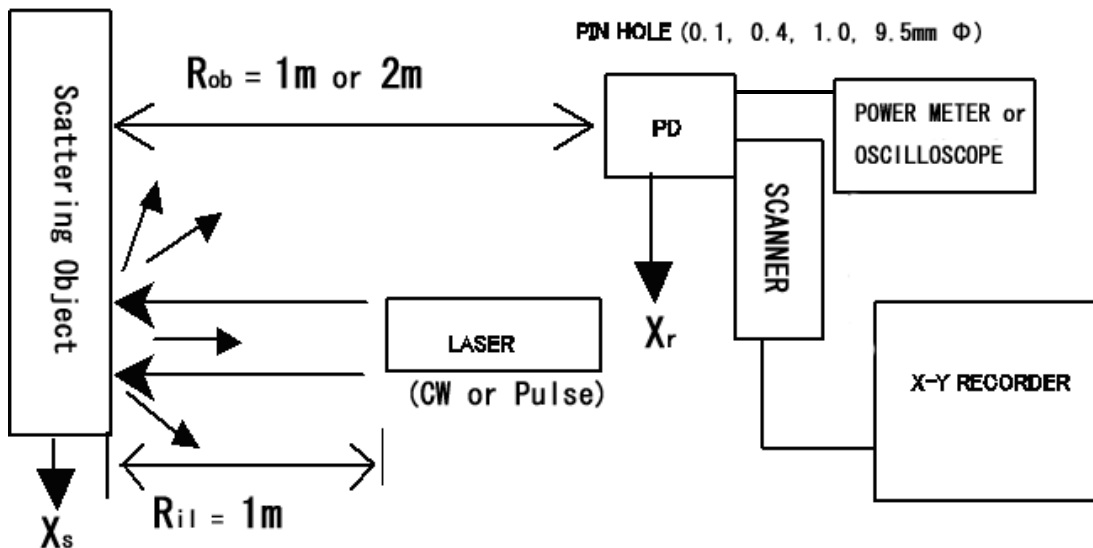 PIN HOLE (0.1, 0.4, 1.0, 9.5mm Φ)
Rob = 1m or 2m
Scattering Object
PD
POWER METER or
OSCILLOSCOPE
SCANNER
Xr
LASER
(CW or Pulse)
X-Y RECORDER
Ril = 1m
Xs